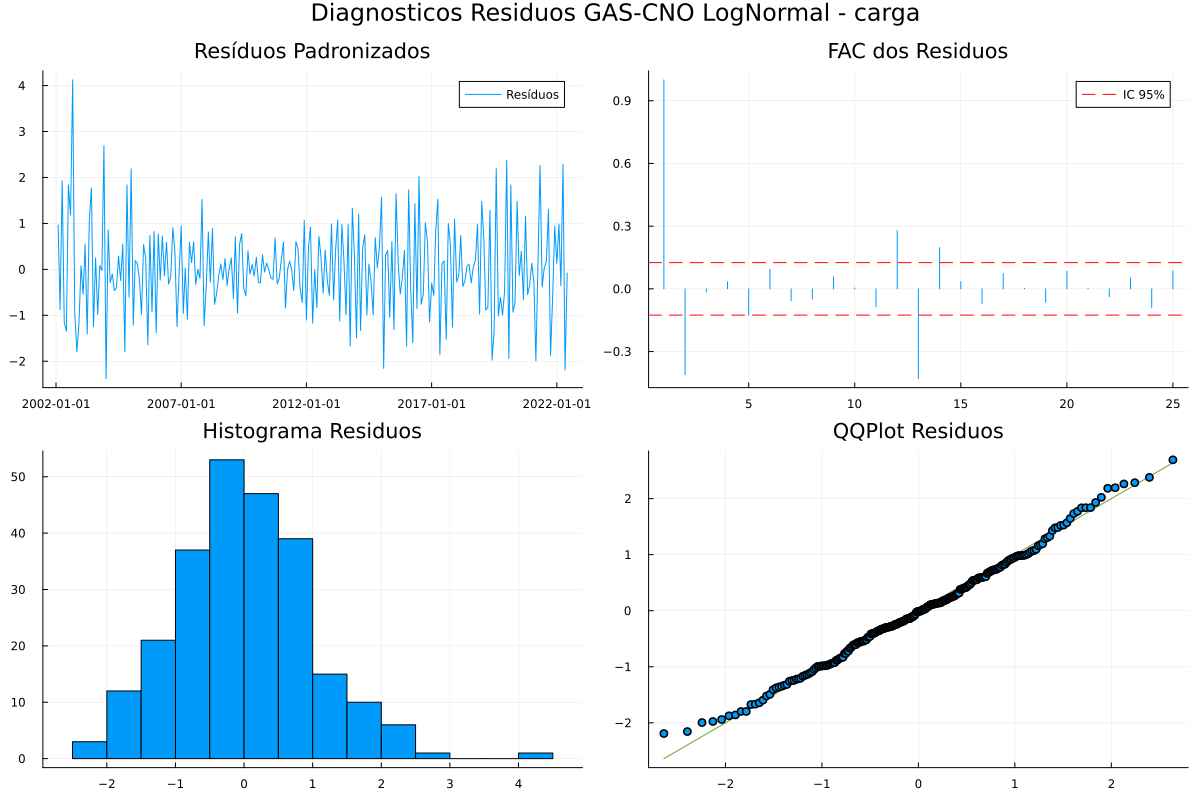 Diagnosticos Residuos GAS-CNO LogNormal - carga
Resíduos Padronizados
Resíduos
4
3
2
1
0
−1
−2
2002-01-01 2007-01-01 2012-01-01 2017-01-01 2022-01-01
FAC dos Residuos
IC 95%
0.9
0.6
0.3
0.0
−0.3
5 10 15 20 25
Histograma Residuos
50
40
30
20
10
0
−2 −1 0 1 2 3 4
QQPlot Residuos
2
1
0
−1
−2
−2 −1 0 1 2